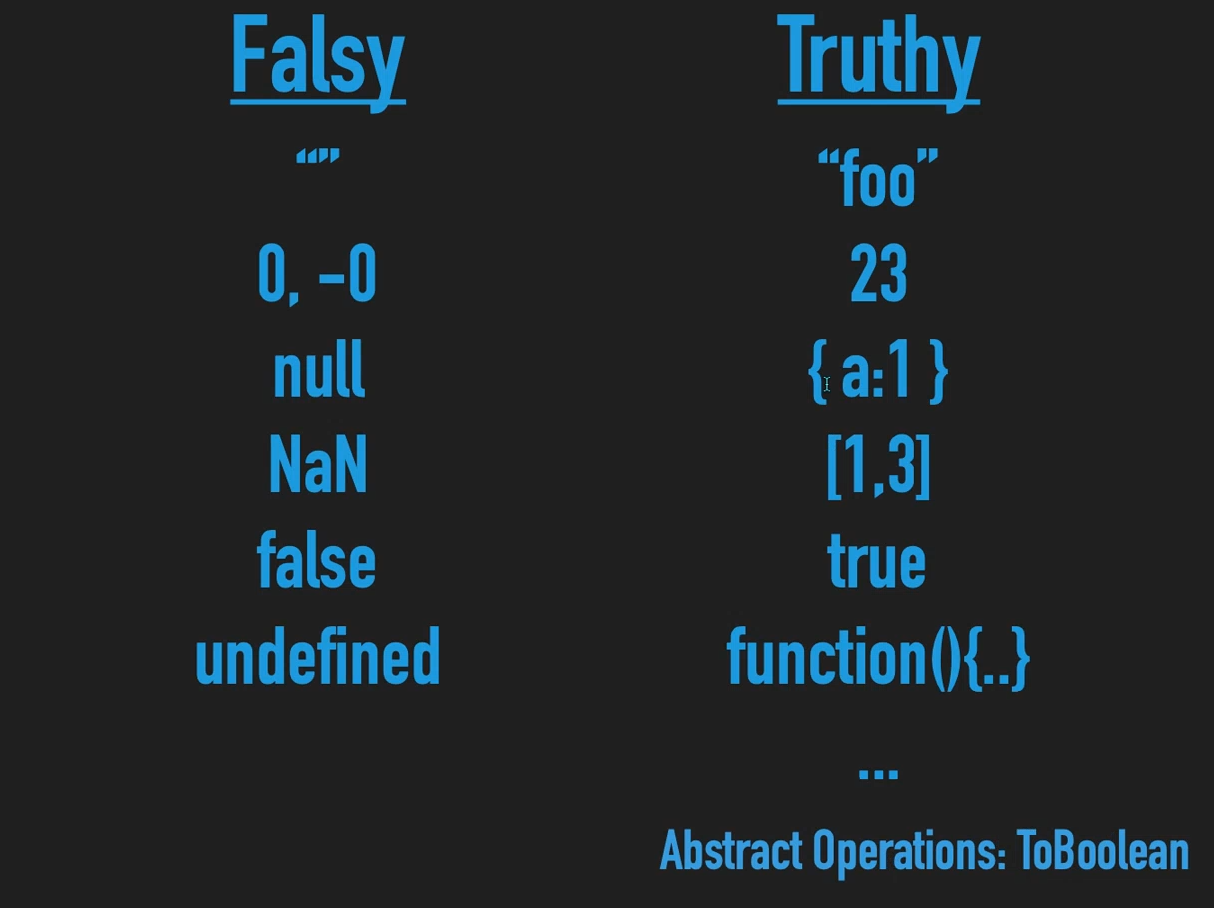 Falsy
“”
0, -0
null
NaN
false
undefined
Truthy
“foo”
23
{ a:1 }
[1,3]
true
function(){..}
...
Abstract Operations: ToBoolean